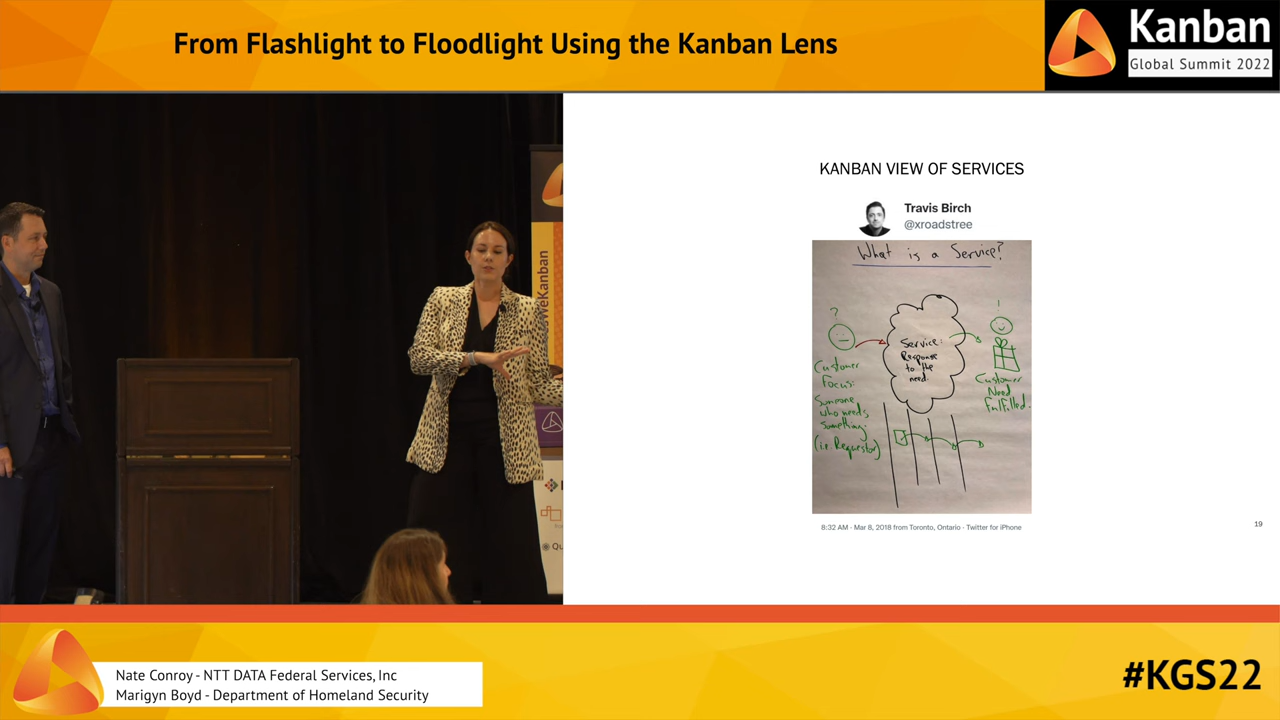 From Flashlight to Floodlight Using the Kanban Lens
Kanban
Global Summit 2022
veKanban
Qu
KANBAN VIEW OF SERVICES
Travis Birch
@xroadstree
What is a Service?
?
!
Service:
Response
to the
need.
Customer
Focus:
Someone
who needs
something.
(i.e. Requestor)
Customer
Need
Fulfilled.
8:32 AM - Mar 8, 2018 from Toronto, Ontario - Twitter for iPhone
19
Nate Conroy - NTT DATA Federal Services, Inc
Marigyn Boyd - Department of Homeland Security
#KGS22